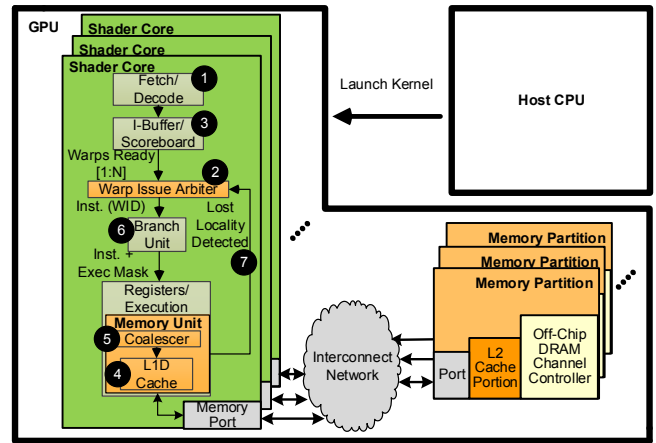 GPU
Shader Core
Shader Core
Shader Core
Fetch/
Decode
1
I-Buffer/
Scoreboard
3
Warps Ready
[1:N]
2
Warp Issue Arbiter
Inst. (WID)
Lost
Locality
Detected
6
Branch
Unit
7
Inst. +
Exec Mask
Registers/
Execution
Memory Unit
5
Coalescer
4
L1D
Cache
Memory
Port
Launch Kernel
Host CPU
Interconnect
Network
Memory Partition
Memory Partition
Memory Partition
Port
L2
Cache
Portion
Off-Chip
DRAM
Channel
Controller